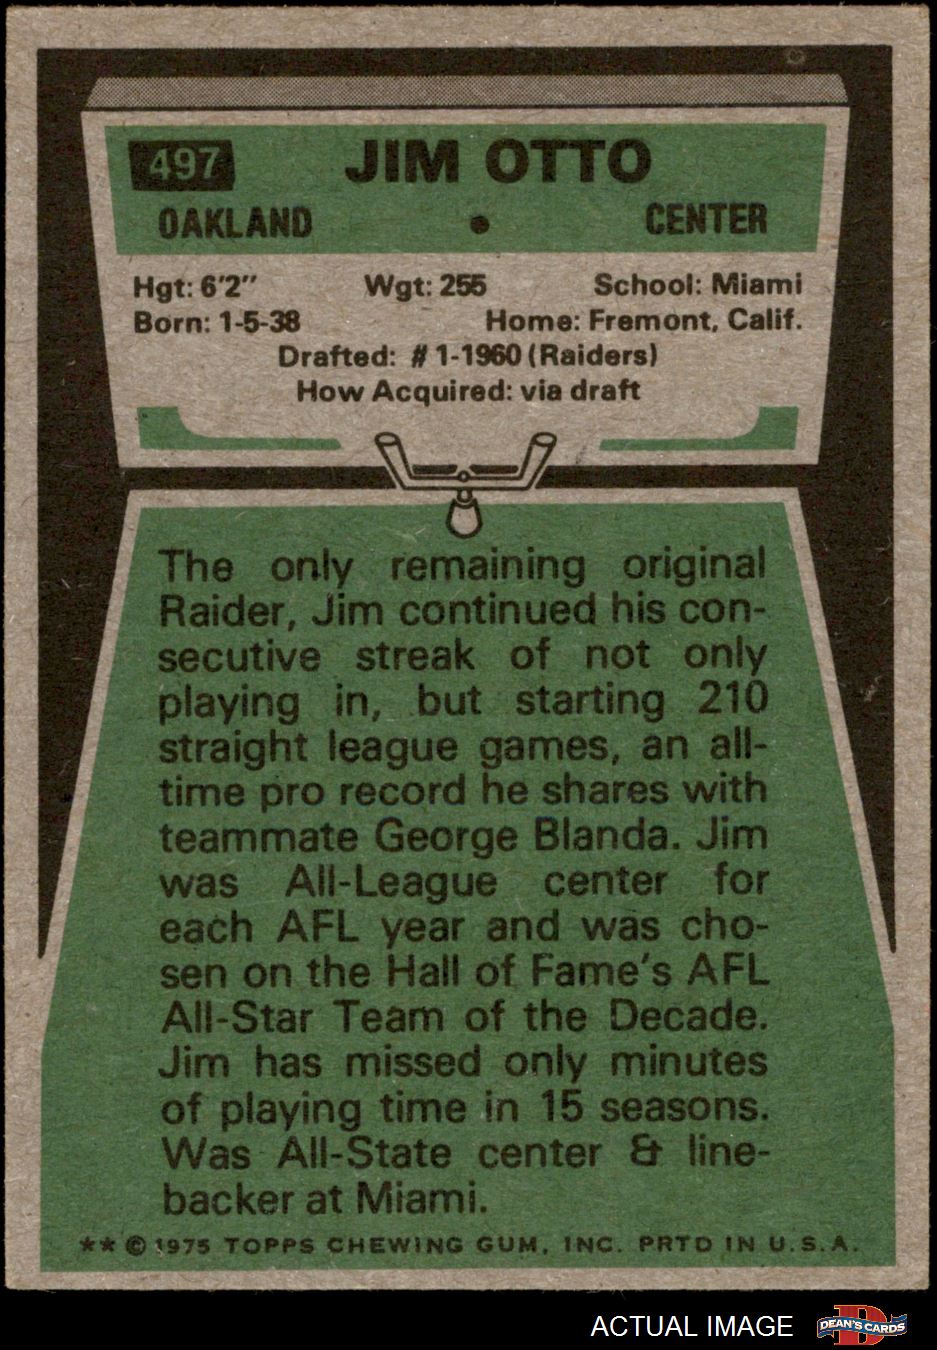 497 JIM OTTO
OAKLAND • CENTER
Hgt: 6'2" Wgt: 255 School: Miami
Born: 1-5-38 Home: Fremont, Calif.
Drafted: #1-1960 (Raiders)
How Acquired: via draft
The only remaining original
Raider, Jim continued his con-
secutive streak of not only
playing in, but starting 210
straight league games, an all-
time pro record he shares with
teammate George Blanda. Jim
was All-League center for
each AFL year and was cho-
sen on the Hall of Fame's AFL
All-Star Team of the Decade.
Jim has missed only minutes
of playing time in 15 seasons.
Was All-State center & line-
backer at Miami.
**© 1975 TOPPS CHEWING GUM, INC. PRTD IN U.S.A.
ACTUAL IMAGE D DEAN'S CARDS